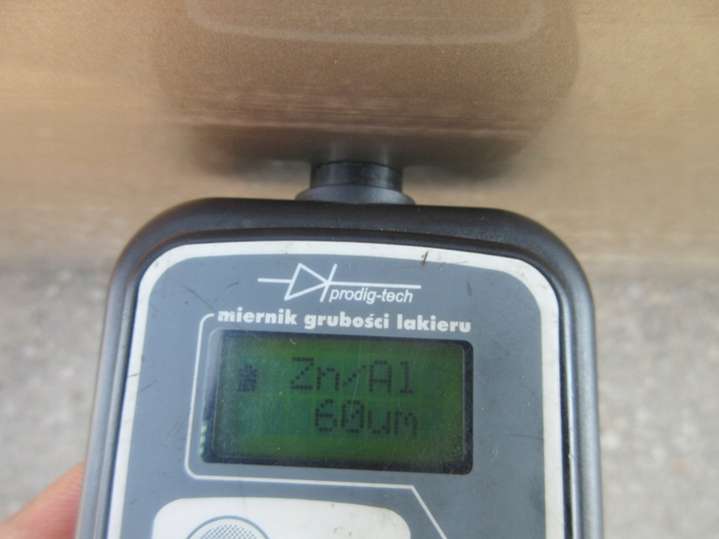 prodig-tech
miernik grubości lakieru
* Zn/Al
60um